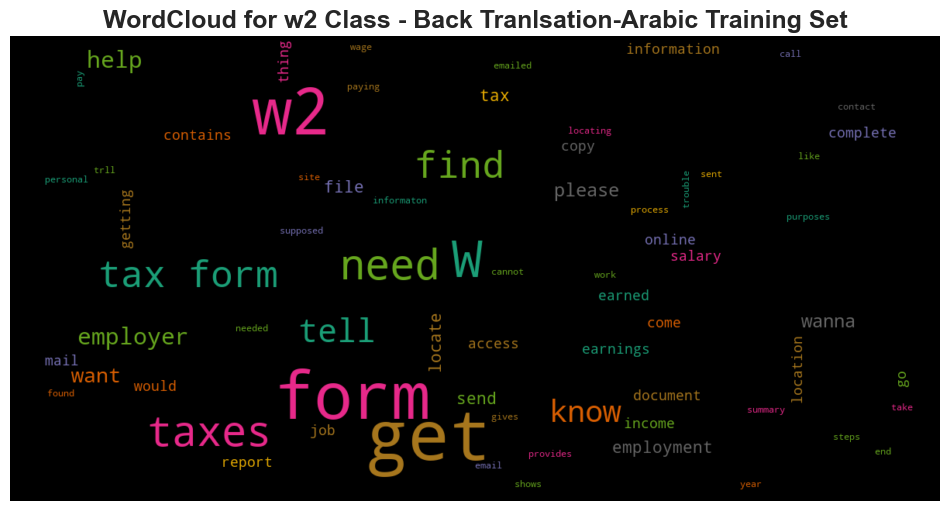 WordCloud for w2 Class - Back Tranlsation-Arabic Training Set
wage
thing
information
call
help
emailed
pay
paying
tax
w2
contact
contains
locating
complete
copy
find
like
trll
site
sent
personal
file
please
trouble
informaton
getting
process
purposes
supposed
online
need
W
salary
tax form
cannot
work
earned
needed
tell
locate
come
wanna
employer
access
earnings
location
mail
want
would
go
found
form
send
document
know
summary
take
taxes
job
get
gives
income
report
employment
steps
email
provides
end
shows
year